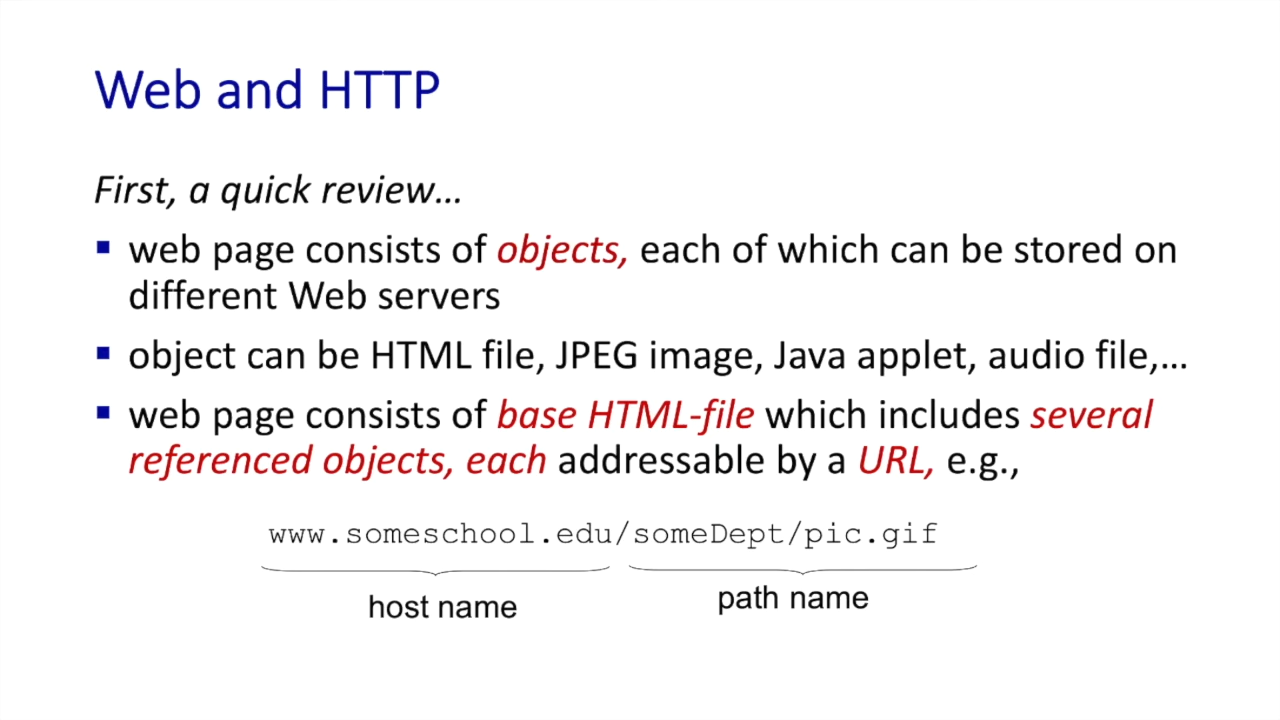 Web and HTTP
First, a quick review…
▪ web page consists of objects, each of which can be stored on
different Web servers
▪ object can be HTML file, JPEG image, Java applet, audio file,…
▪ web page consists of base HTML-file which includes several
referenced objects, each addressable by a URL, e.g.,
www.someschool.edu/someDept/pic.gif
host name
path name